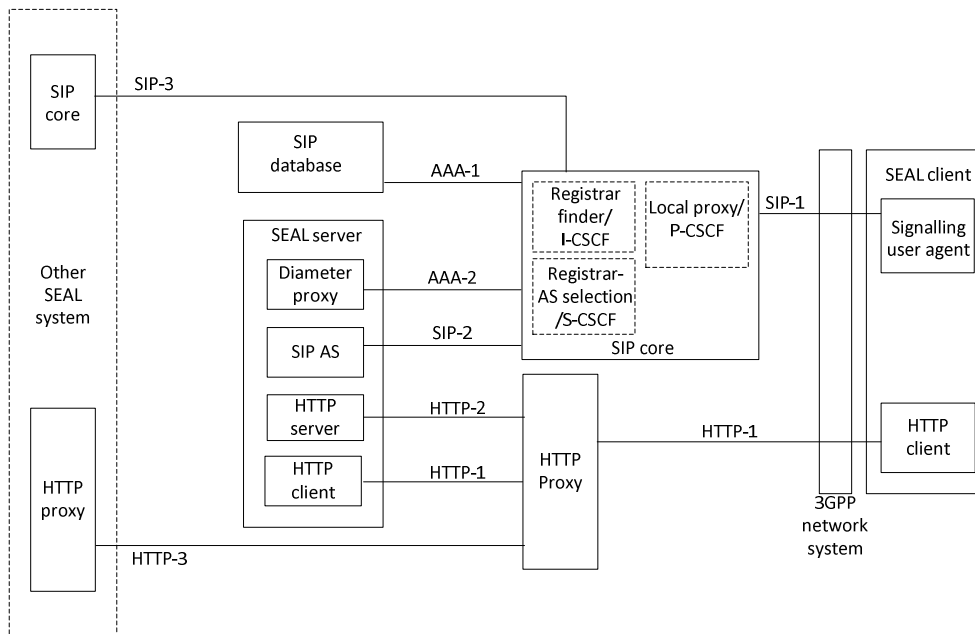 SIP
core
SIP-3
SIP
database
AAA-1
SEAL server
Diameter
proxy
AAA-2
SIP AS
SIP-2
HTTP
server
HTTP-2
HTTP
client
HTTP-1
Registrar
finder/
I-CSCF
Local proxy/
P-CSCF
Registrar-
AS selection
/S-CSCF
SIP core
SIP-1
SEAL client
Signalling
user agent
Other
SEAL
system
HTTP
proxy
HTTP-3
HTTP
Proxy
HTTP-1
HTTP
client
3GPP
network
system